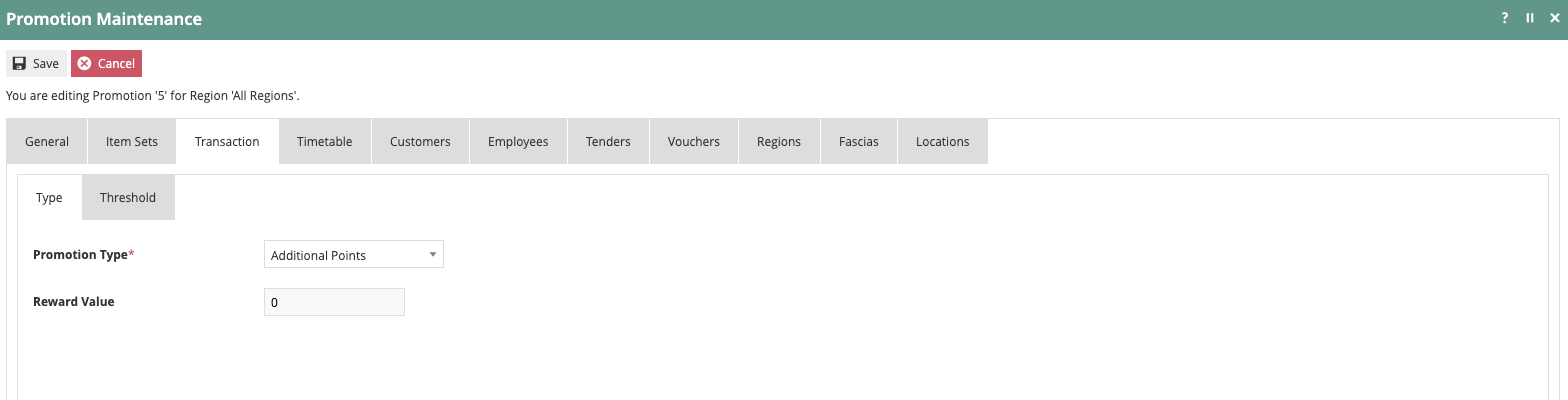 Promotion Maintenance
?
Save Cancel
You are editing Promotion '5' for Region 'All Regions'.
General Item Sets Transaction Timetable Customers Employees Tenders Vouchers Regions Fascias Locations
Type Threshold
Promotion Type* Additional Points
Reward Value 0